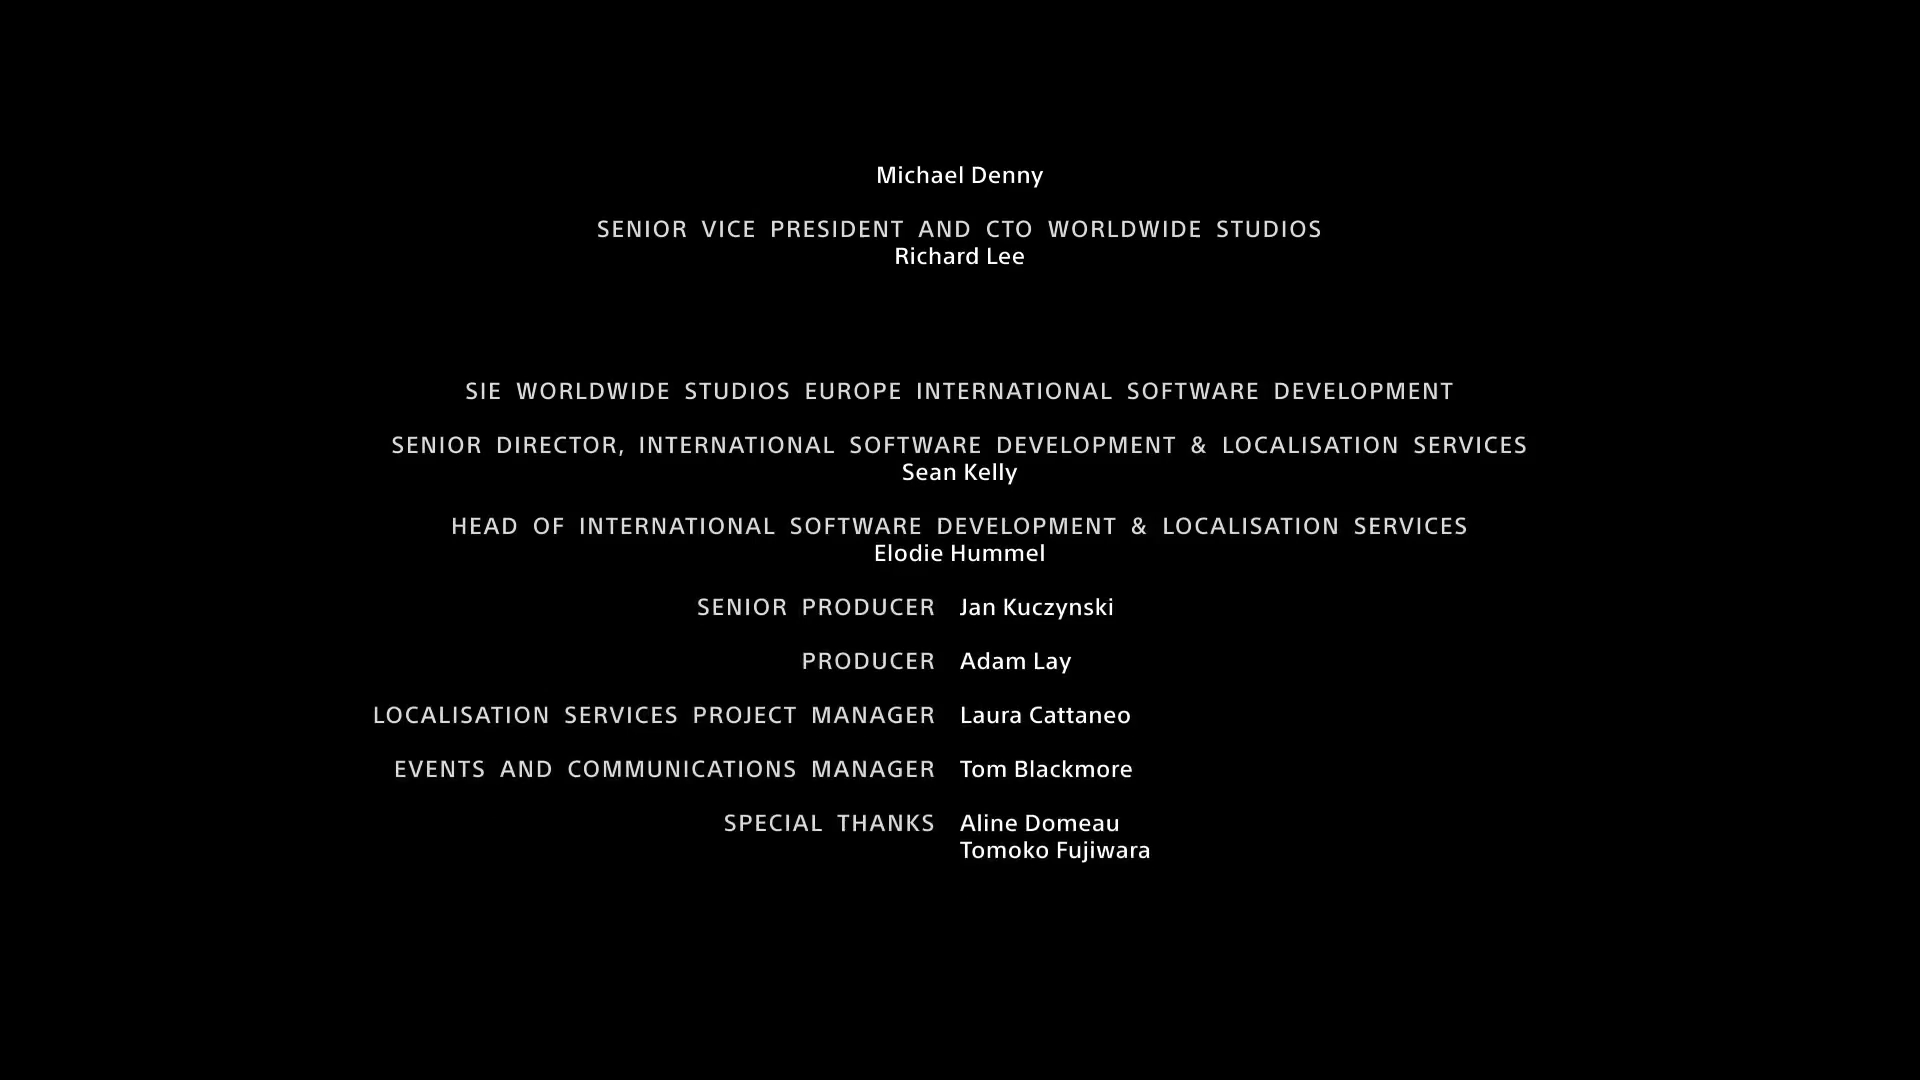 Michael Denny
SENIOR VICE PRESIDENT AND CTO WORLDWIDE STUDIOS
Richard Lee
SIE WORLDWIDE STUDIOS EUROPE INTERNATIONAL SOFTWARE DEVELOPMENT
SENIOR DIRECTOR, INTERNATIONAL SOFTWARE DEVELOPMENT & LOCALISATION SERVICES
Sean Kelly
HEAD OF INTERNATIONAL SOFTWARE DEVELOPMENT & LOCALISATION SERVICES
Elodie Hummel
SENIOR PRODUCER Jan Kuczynski
PRODUCER Adam Lay
LOCALISATION SERVICES PROJECT MANAGER Laura Cattaneo
EVENTS AND COMMUNICATIONS MANAGER Tom Blackmore
SPECIAL THANKS Aline Domeau
Tomoko Fujiwara